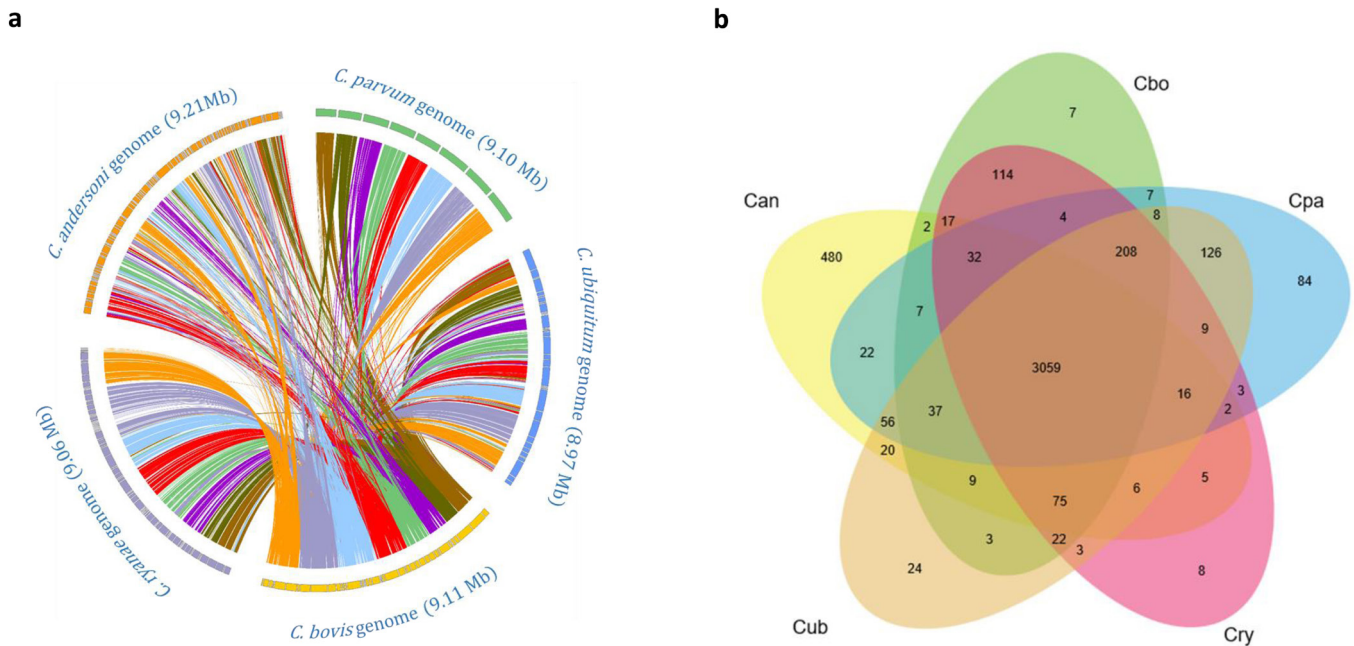 a
b
C. parvum genome (9.10 Mb)
C. andersoni genome (9.21Mb)
C. ubiquitum genome (8.97 Mb)
C. ryanae genome (9.06 Mb)
C. bovis genome (9.11 Mb)
Cbo
7
Can
114
7
Cpa
2
17
4
8
480
32
208
126
84
7
9
22
3059
16
3
2
37
56
20
9
75
6
5
3
22
3
24
8
Cub
Cry